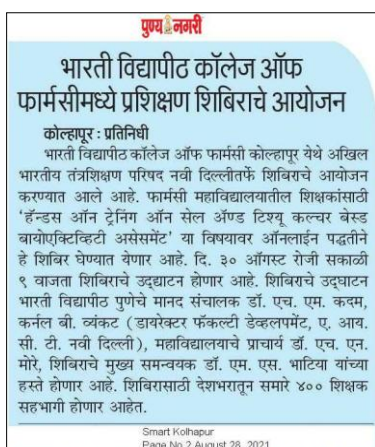 पुण्यनगरी
भारती विद्यापीठ कॉलेज ऑफ
फार्मसीमध्ये प्रशिक्षण शिबिराचे आयोजन
कोल्हापूर : प्रतिनिधी
भारती विद्यापीठ कॉलेज ऑफ फार्मसी कोल्हापूर येथे अखिल
भारतीय तंत्रशिक्षण परिषद नवी दिल्लीतर्फे शिबिराचे आयोजन
करण्यात आले आहे. फार्मसी महाविद्यालयातील शिक्षकांसाठी
‘हॅन्डस ऑन ट्रेनिंग ऑन सेल अ‍ॅण्ड टिश्यू कल्चर बेस्ड
बायोएक्टिव्हिटी असेसमेंट’ या विषयावर ऑनलाईन पद्धतीने
हे शिबिर घेण्यात येणार आहे. दि. ३० ऑगस्ट रोजी सकाळी
९ वाजता शिबिराचे उद्घाटन होणार आहे. शिबिराचे उद्घाटन
भारती विद्यापीठ पुणेचे मानद संचालक डॉ. एच. एम. कदम,
कर्नल बी. व्यंकट (डायरेक्टर फॅकल्टी डेव्हलपमेंट, ए. आय.
सी. टी. नवी दिल्ली), महाविद्यालयाचे प्राचार्य डॉ. एच. एन.
मोरे, शिबिराचे मुख्य समन्वयक डॉ. एम. एस. भाटिया यांच्या
हस्ते होणार आहे. शिबिरासाठी देशभरातून समारे ४०० शिक्षक
सहभागी होणार आहेत.
Smart Kolhapur
Page No.2 August 28, 2021